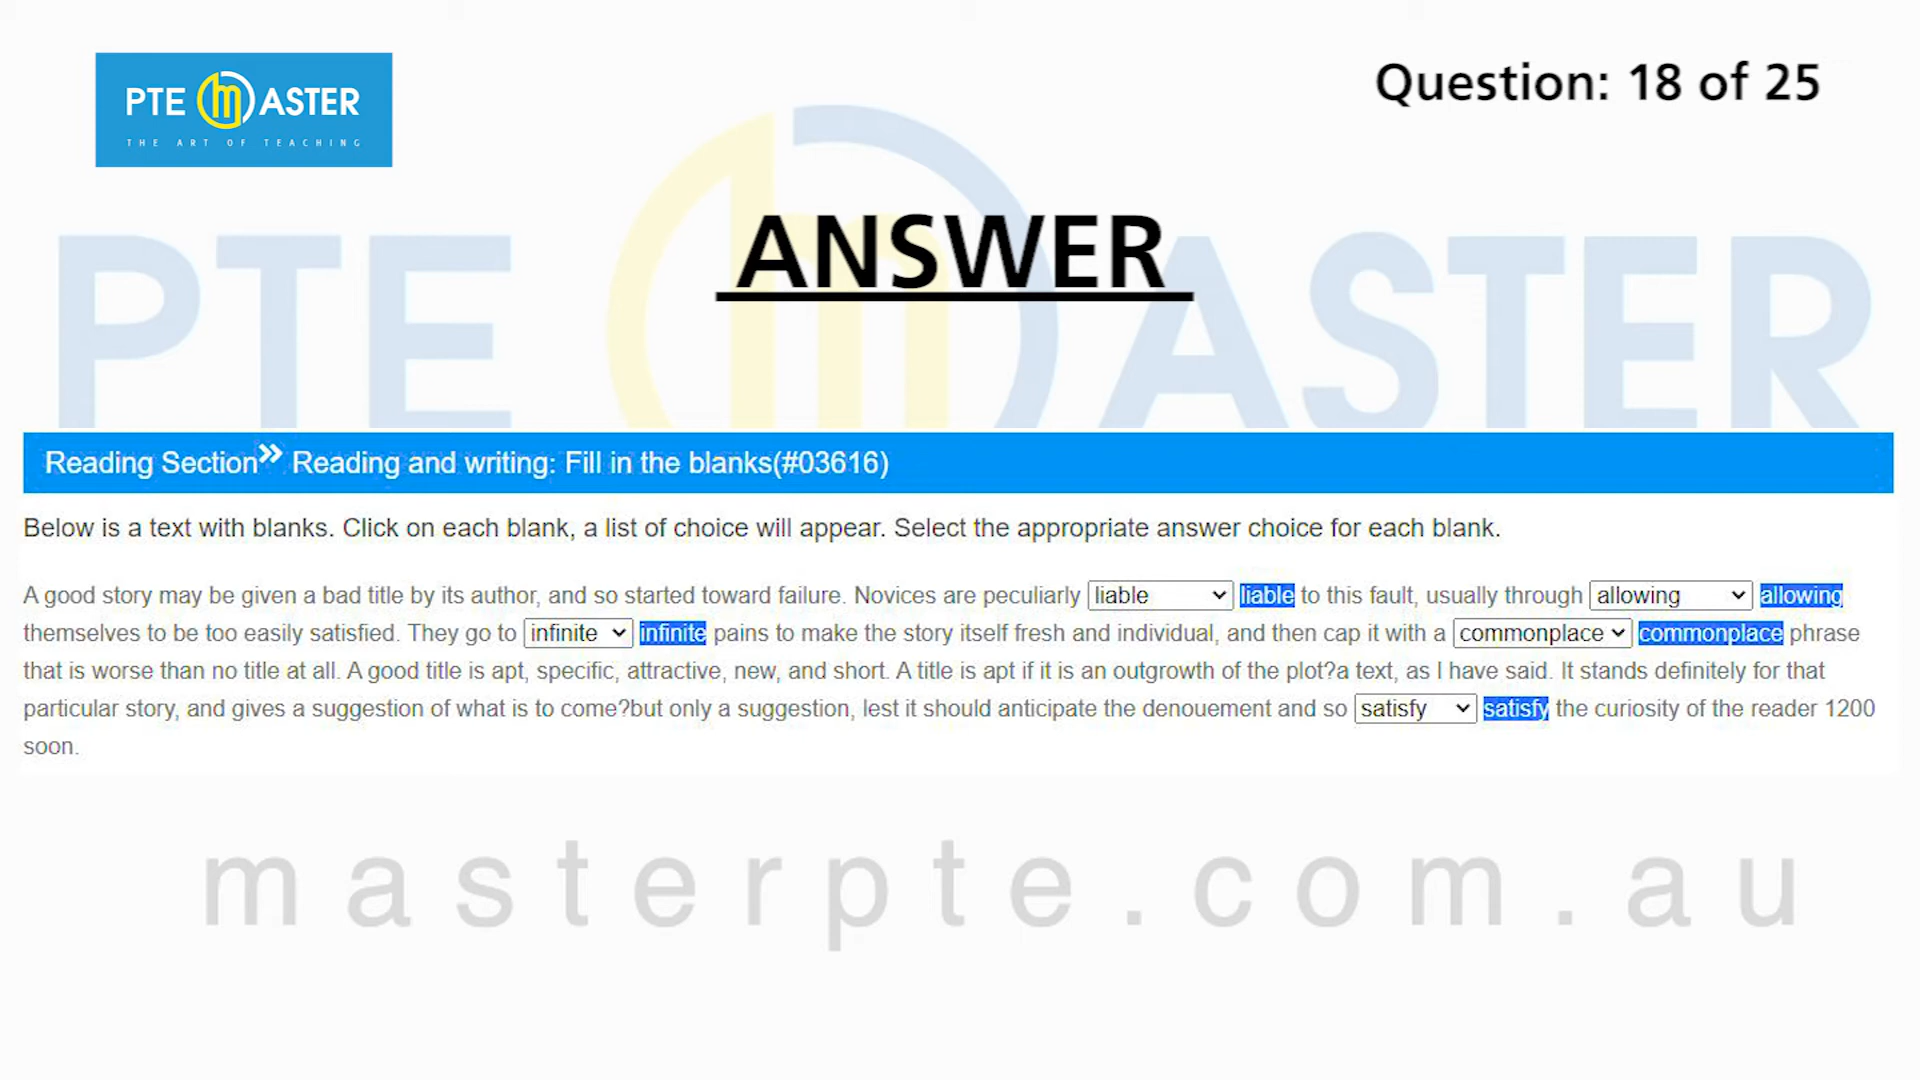 PTE MASTER
THE ART OF TEACHING
Question: 18 of 25
PTE MASTER
ANSWER
Reading Section» Reading and writing: Fill in the blanks(#03616)
Below is a text with blanks. Click on each blank, a list of choice will appear. Select the appropriate answer choice for each blank.
A good story may be given a bad title by its author, and so started toward failure. Novices are peculiarly liable liable to this fault, usually through allowing allowing
themselves to be too easily satisfied. They go to infinite infinite pains to make the story itself fresh and individual, and then cap it with a commonplace commonplace phrase
that is worse than no title at all. A good title is apt, specific, attractive, new, and short. A title is apt if it is an outgrowth of the plot?a text, as I have said. It stands definitely for that
particular story, and gives a suggestion of what is to come?but only a suggestion, lest it should anticipate the denouement and so satisfy satisfy the curiosity of the reader 1200
soon.
masterpte.com.au